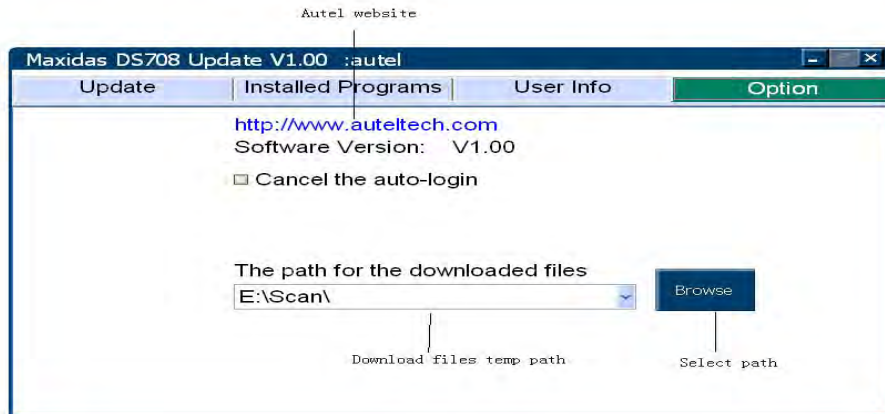 Autel website
Maxidas DS708 Update V1.00 :autel
Update Installed Programs User Info Option
http://www.auteltech.com
Software Version: V1.00
Cancel the auto-login
The path for the downloaded files
E:\Scan\
Browse
Download files temp path
Select path